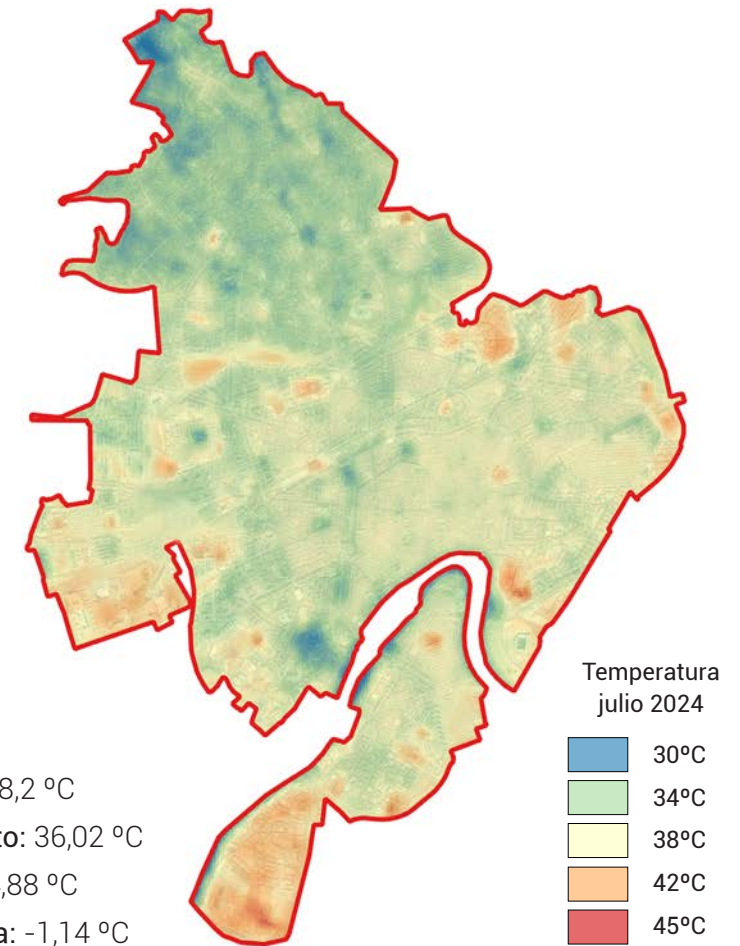 Temperatura
julio 2024
30ºC
34ºC
38ºC
42ºC
45ºC
8,2 ºC
to: 36,02 ºC
,88 ºC
a: -1,14 ºC